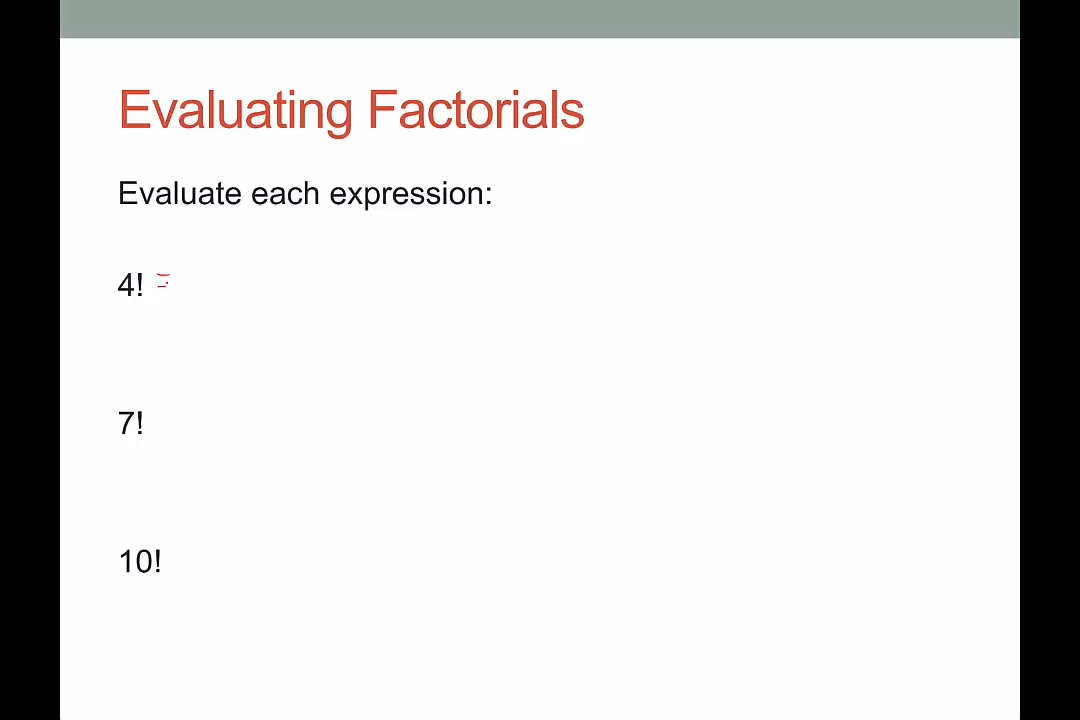 Evaluating Factorials
Evaluate each expression:
4! =
7!
10!